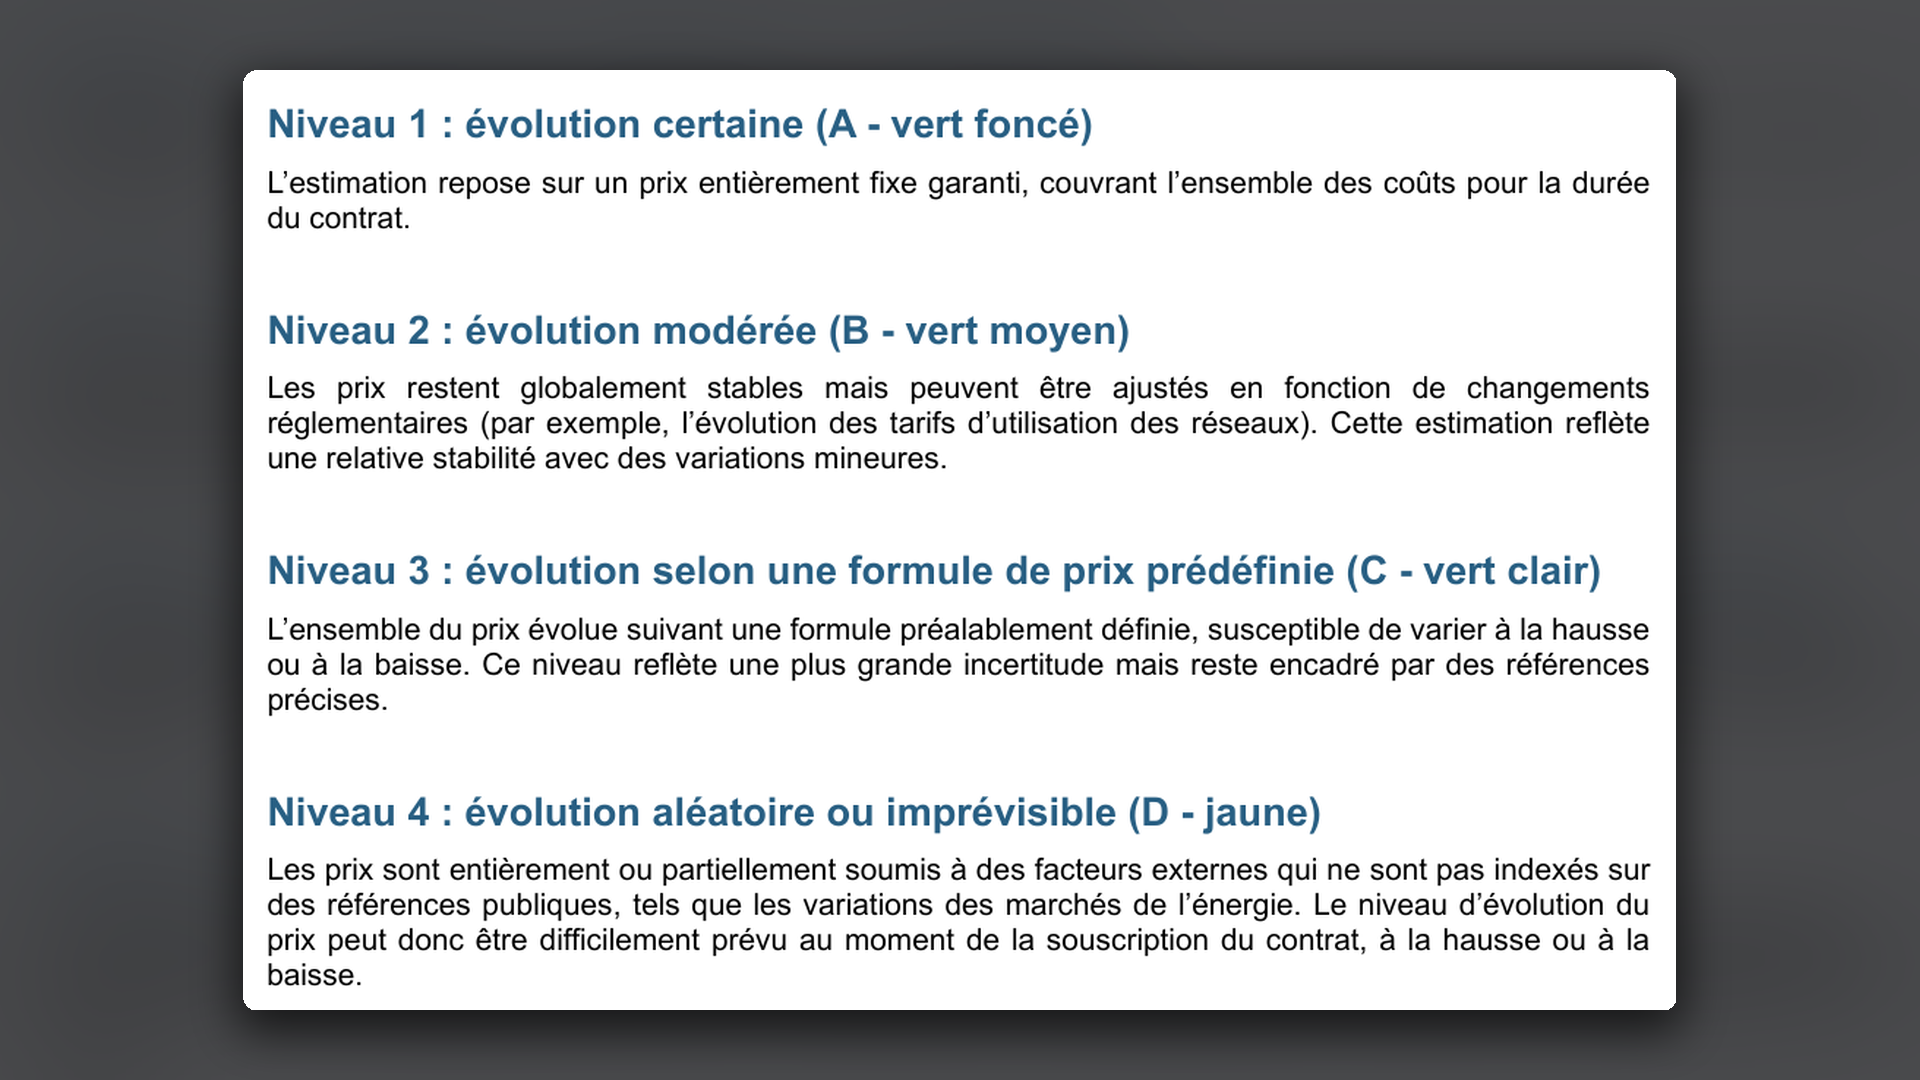 Niveau 1 : évolution certaine (A - vert foncé)
L’estimation repose sur un prix entièrement fixe garanti, couvrant l’ensemble des coûts pour la durée
du contrat.
Niveau 2 : évolution modérée (B - vert moyen)
Les prix restent globalement stables mais peuvent être ajustés en fonction de changements
réglementaires (par exemple, l’évolution des tarifs d’utilisation des réseaux). Cette estimation reflète
une relative stabilité avec des variations mineures.
Niveau 3 : évolution selon une formule de prix prédéfinie (C - vert clair)
L’ensemble du prix évolue suivant une formule préalablement définie, susceptible de varier à la hausse
ou à la baisse. Ce niveau reflète une plus grande incertitude mais reste encadré par des références
précises.
Niveau 4 : évolution aléatoire ou imprévisible (D - jaune)
Les prix sont entièrement ou partiellement soumis à des facteurs externes qui ne sont pas indexés sur
des références publiques, tels que les variations des marchés de l’énergie. Le niveau d’évolution du
prix peut donc être difficilement prévu au moment de la souscription du contrat, à la hausse ou à la
baisse.